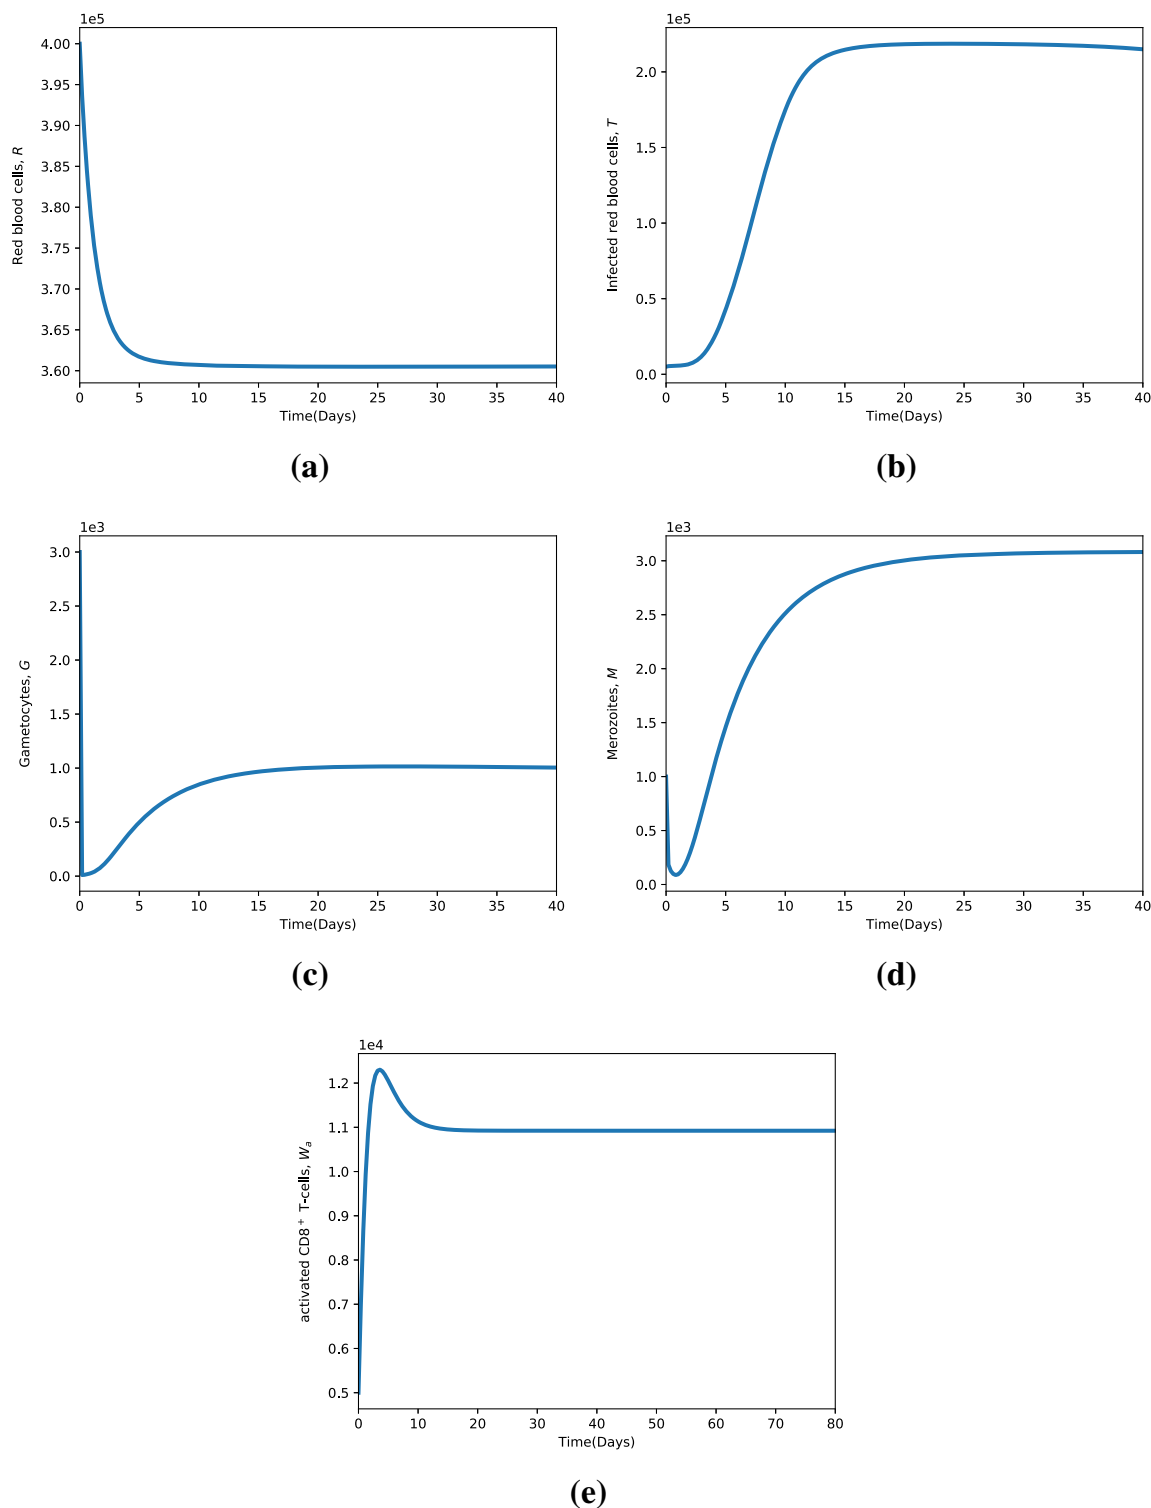 1e5
4.00
3.95
3.90
3.85
3.80
3.75
3.70
3.65
3.60
Red blood cells, R
0 5 10 15 20 25 30 35 40
Time(Days)
(a)
1e5
2.0
1.5
1.0
0.5
0.0
Infected red blood cells, T
0 5 10 15 20 25 30 35 40
Time(Days)
(b)
1e3
3.0
2.5
2.0
1.5
1.0
0.5
0.0
Gametocytes, G
0 5 10 15 20 25 30 35 40
Time(Days)
(c)
1e3
3.0
2.5
2.0
1.5
1.0
0.5
0.0
Merozoites, M
0 5 10 15 20 25 30 35 40
Time(Days)
(d)
1e4
1.2
1.1
1.0
0.9
0.8
0.7
0.6
0.5
activated CD8⁺ T-cells, Wₐ
0 10 20 30 40 50 60 70 80
Time(Days)
(e)